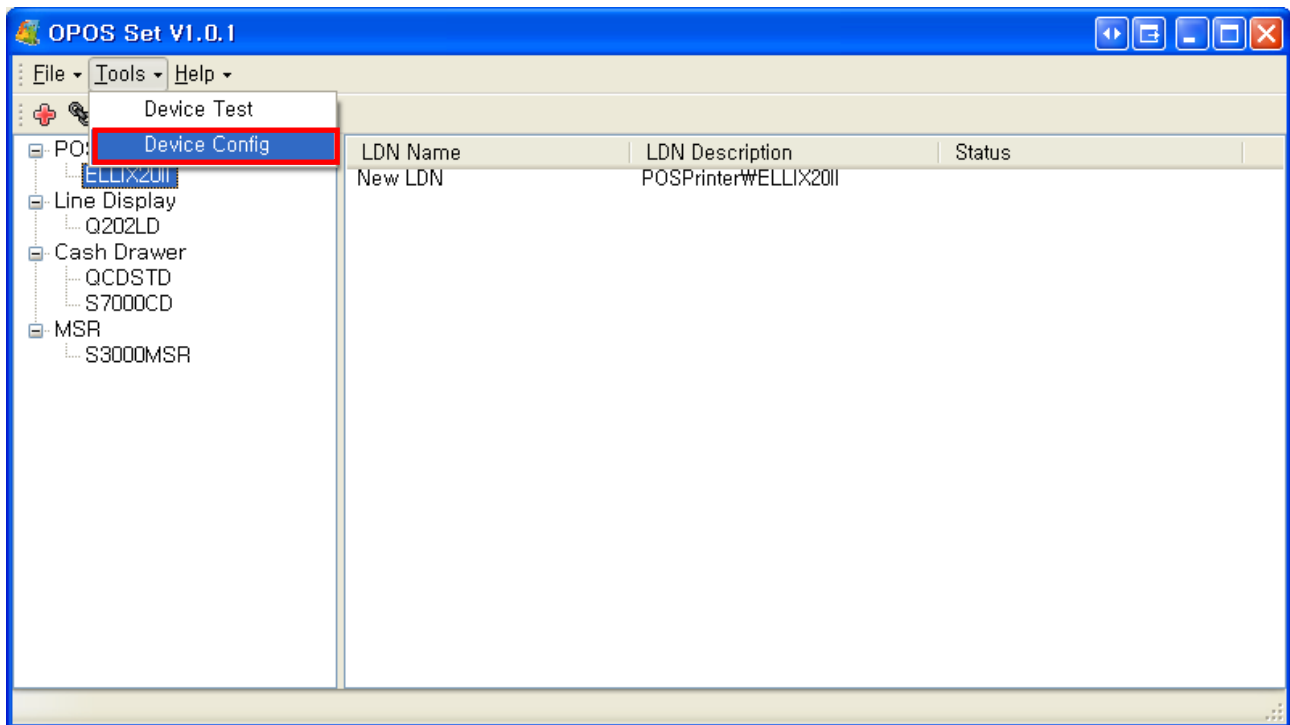 OPOS Set V1.0.1
File Tools Help
Device Test
Device Config
PO
ELLIX20II
Line Display
Q202LD
Cash Drawer
QCDSTD
S7000CD
MSR
S3000MSR
LDN Name LDN Description Status
New LDN POSPrinter₩ELLIX20II